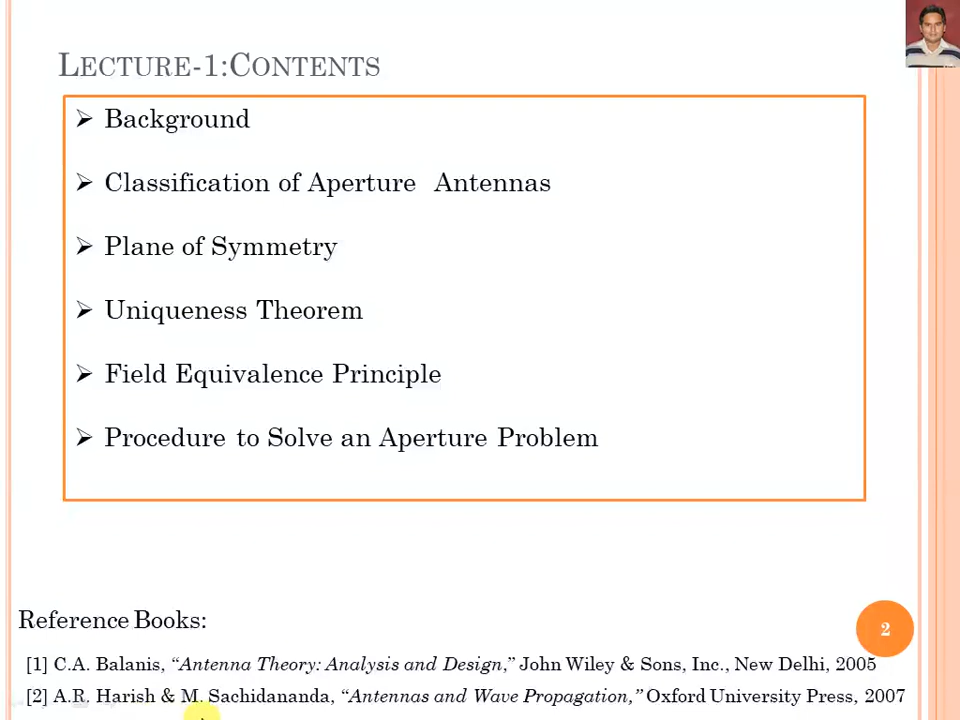 LECTURE-1:CONTENTS
➢ Background
➢ Classification of Aperture Antennas
➢ Plane of Symmetry
➢ Uniqueness Theorem
➢ Field Equivalence Principle
➢ Procedure to Solve an Aperture Problem
Reference Books:
2
[1] C.A. Balanis, “Antenna Theory: Analysis and Design,” John Wiley & Sons, Inc., New Delhi, 2005
[2] A.R. Harish & M. Sachidananda, “Antennas and Wave Propagation,” Oxford University Press, 2007